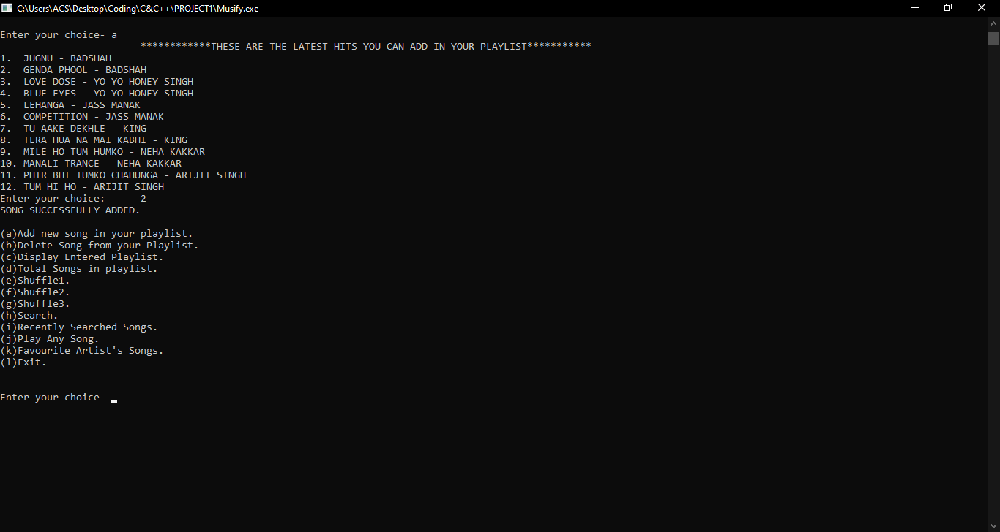 C:\Users\ACS\Desktop\Coding\C&C++\PROJECT1\Musify.exe
Enter your choice- a
************THESE ARE THE LATEST HITS YOU CAN ADD IN YOUR PLAYLIST***********
1.  JUGNU - BADSHAH
2.  GENDA PHOOL - BADSHAH
3.  LOVE DOSE - YO YO HONEY SINGH
4.  BLUE EYES - YO YO HONEY SINGH
5.  LEHANGA - JASS MANAK
6.  COMPETITION - JASS MANAK
7.  TU AAKE DEKHLE - KING
8.  TERA HUA NA MAI KABHI - KING
9.  MILE HO TUM HUMKO - NEHA KAKKAR
10. MANALI TRANCE - NEHA KAKKAR
11. PHIR BHI TUMKO CHAHUNGA - ARIJIT SINGH
12. TUM HI HO - ARIJIT SINGH
Enter your choice:      2
SONG SUCCESSFULLY ADDED.
(a)Add new song in your playlist.
(b)Delete Song from your Playlist.
(c)Display Entered Playlist.
(d)Total Songs in playlist.
(e)Shuffle1.
(f)Shuffle2.
(g)Shuffle3.
(h)Search.
(i)Recently Searched Songs.
(j)Play Any Song.
(k)Favourite Artist's Songs.
(l)Exit.
Enter your choice-